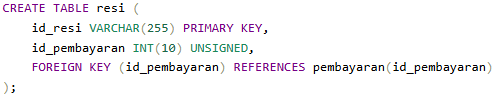 CREATE TABLE resi (
    id_resi VARCHAR(255) PRIMARY KEY,
    id_pembayaran INT(10) UNSIGNED,
    FOREIGN KEY (id_pembayaran) REFERENCES pembayaran(id_pembayaran)
);